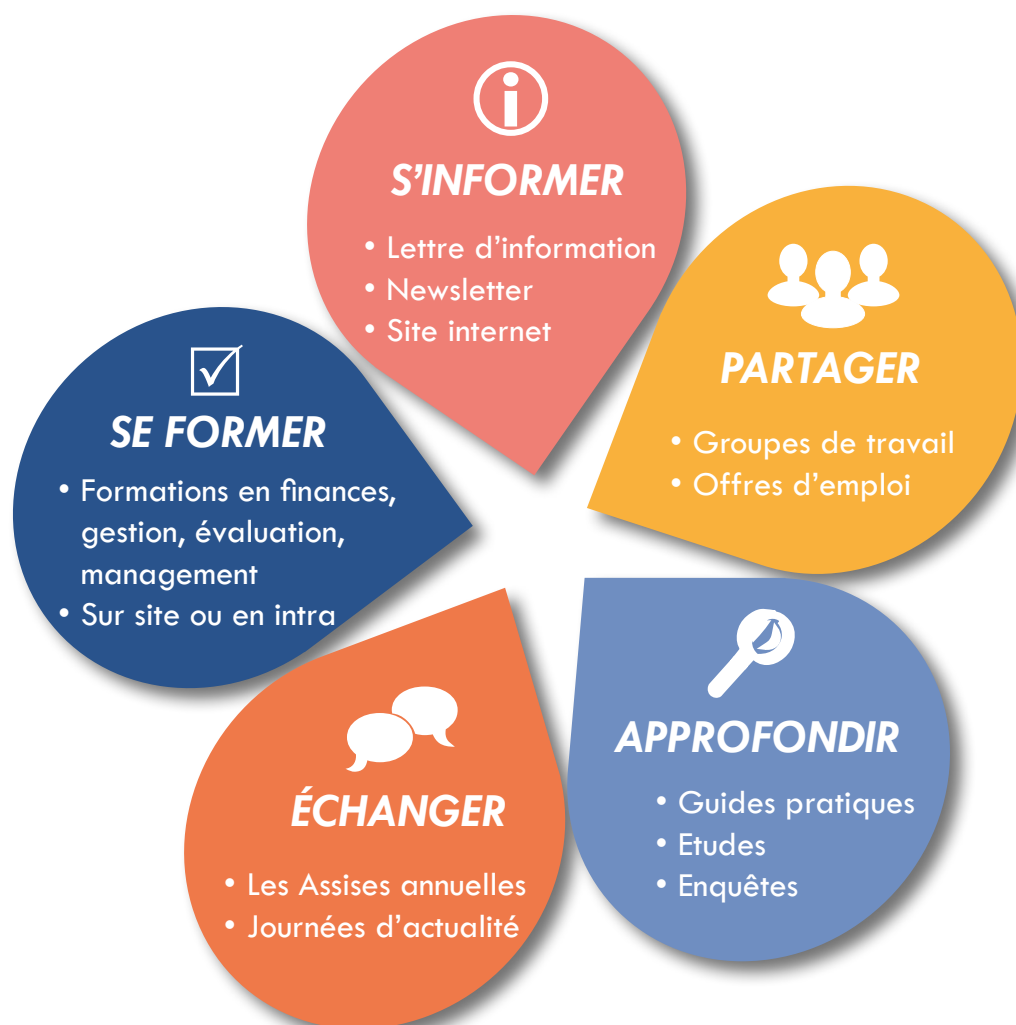 S'INFORMER
• Lettre d'information
• Newsletter
• Site internet
PARTAGER
• Groupes de travail
• Offres d'emploi
APPROFONDIR
• Guides pratiques
• Etudes
• Enquêtes
ÉCHANGER
• Les Assises annuelles
• Journées d'actualité
SE FORMER
• Formations en finances,
gestion, évaluation,
management
• Sur site ou en intra